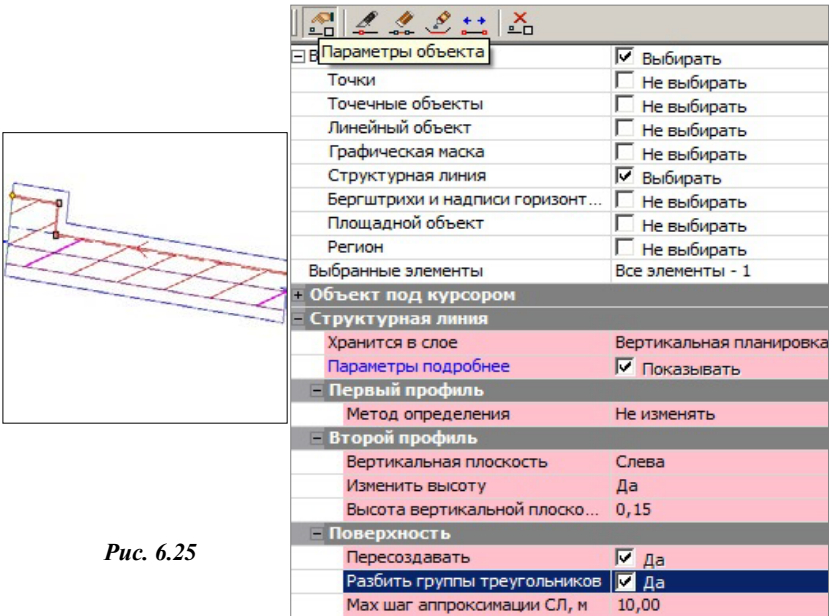 Параметры объекта
В
Выбирать
Точки
Не выбирать
Точечные объекты
Не выбирать
Линейный объект
Не выбирать
Графическая маска
Не выбирать
Структурная линия
Выбирать
Бергштрихи и надписи горизонт...
Не выбирать
Площадной объект
Не выбирать
Регион
Не выбирать
Выбранные элементы
Все элементы - 1
Объект под курсором
Структурная линия
Хранится в слое
Вертикальная планировка
Параметры подробнее
Показывать
Первый профиль
Метод определения
Не изменять
Второй профиль
Вертикальная плоскость
Слева
Изменить высоту
Да
Высота вертикальной плоско...
0,15
Поверхность
Пересоздавать
Да
Разбить группы треугольников
Да
Мах шаг аппроксимации СЛ, м
10,00
Рис. 6.25